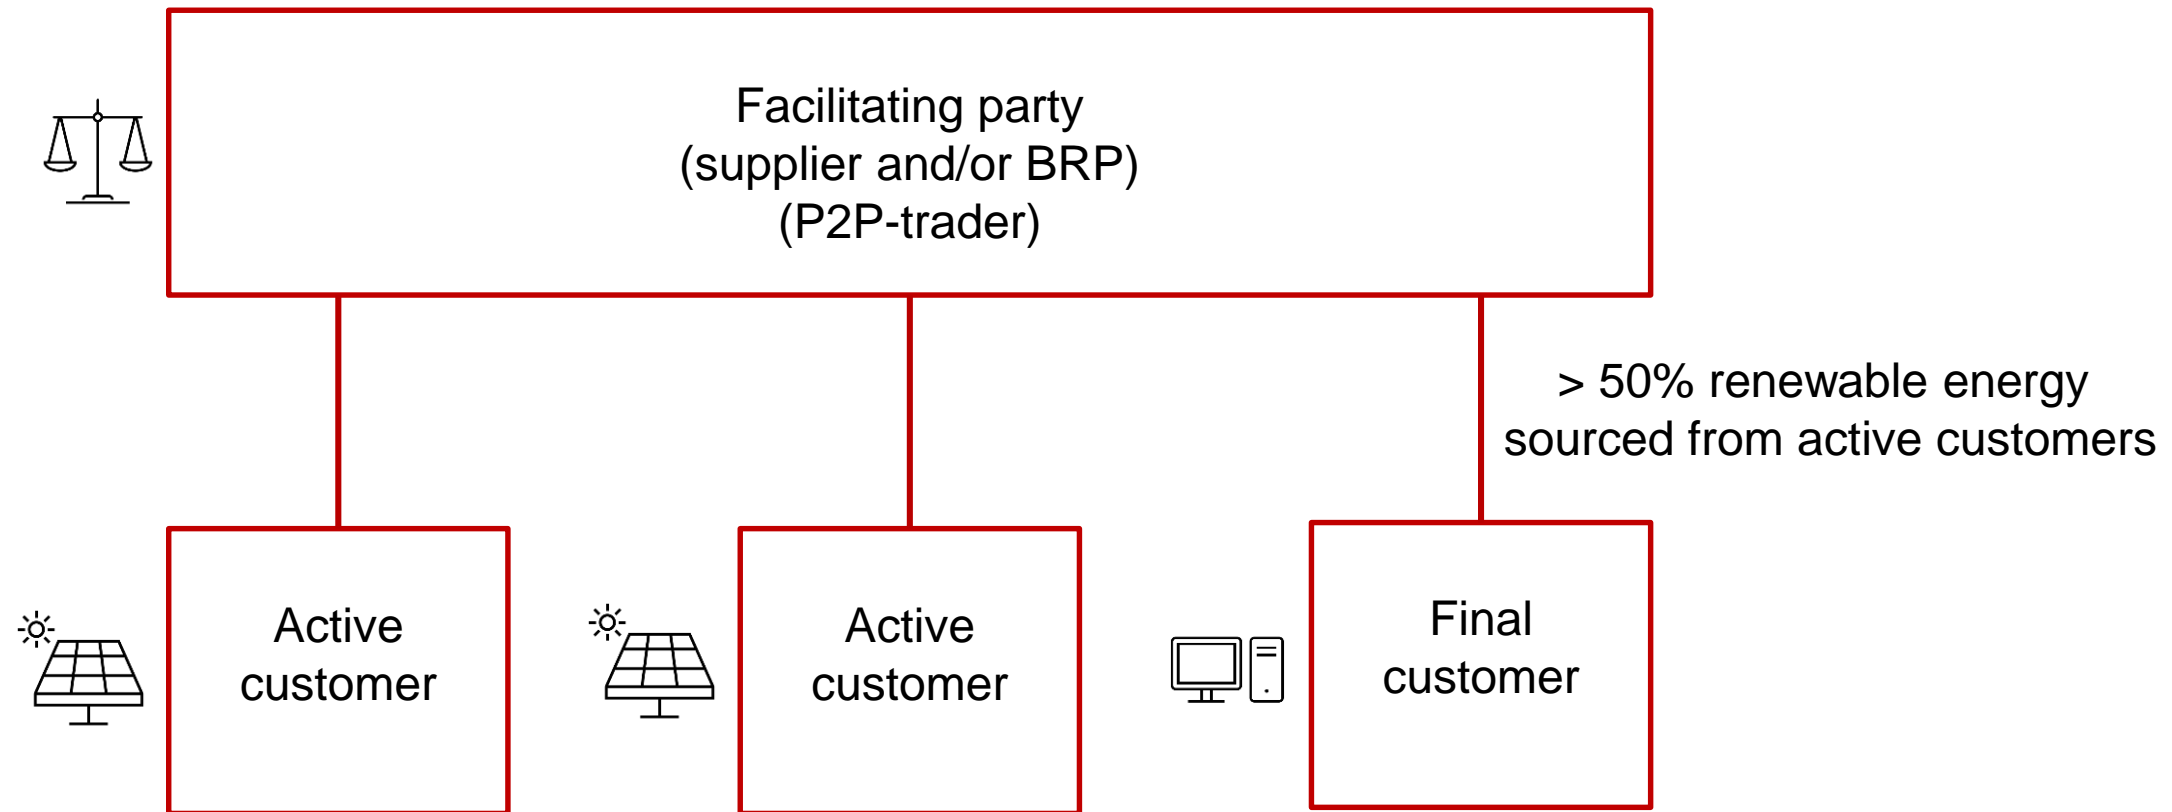 Facilitating party
(supplier and/or BRP)
(P2P-trader)
> 50% renewable energy
sourced from active customers
Active
customer
Active
customer
Final
customer